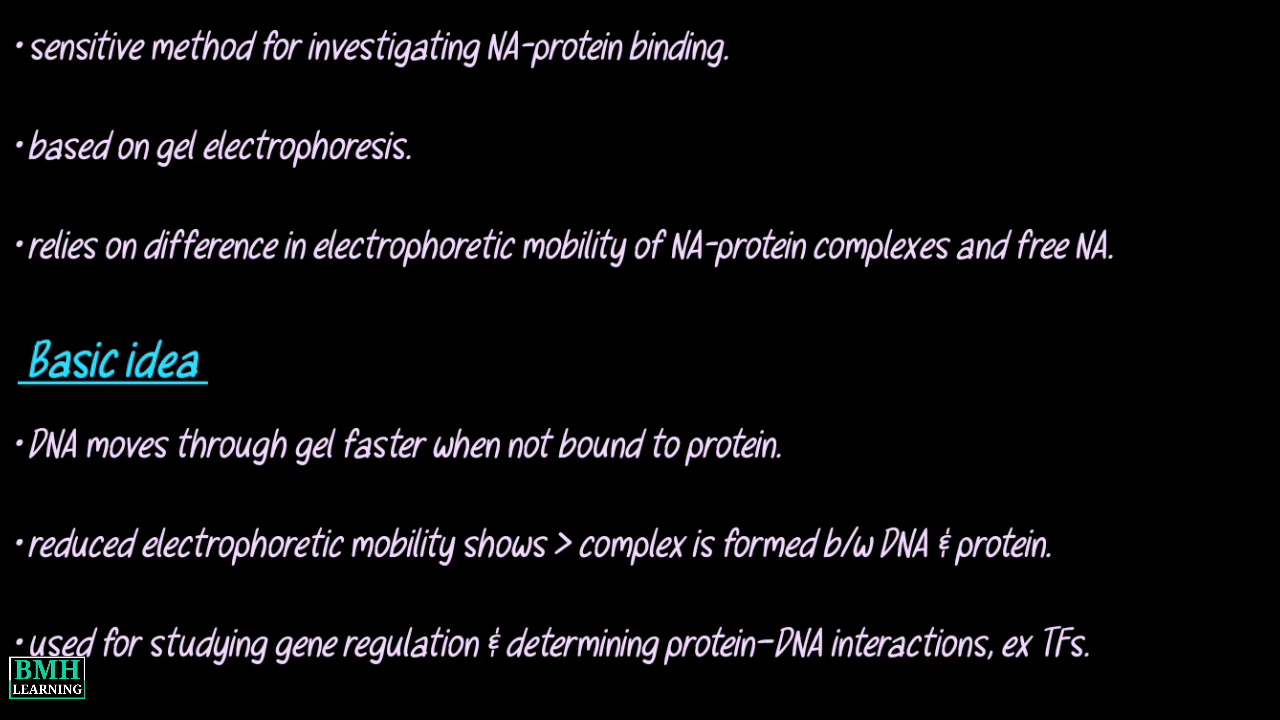 • sensitive method for investigating NA-protein binding.
• based on gel electrophoresis.
• relies on difference in electrophoretic mobility of NA-protein complexes and free NA.
Basic idea
• DNA moves through gel faster when not bound to protein.
• reduced electrophoretic mobility shows > complex is formed b/w DNA & protein.
• used for studying gene regulation & determining protein-DNA interactions, ex TFs.
BMH
LEARNING